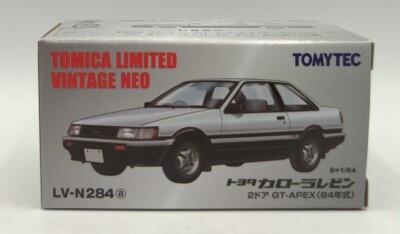 TOMICA LIMITED
VINTAGE NEO
TOMYTEC
S=1/64
LV-N284 ⓐ
トヨタ カローラレビン
2ドア GT-APEX (84年式)